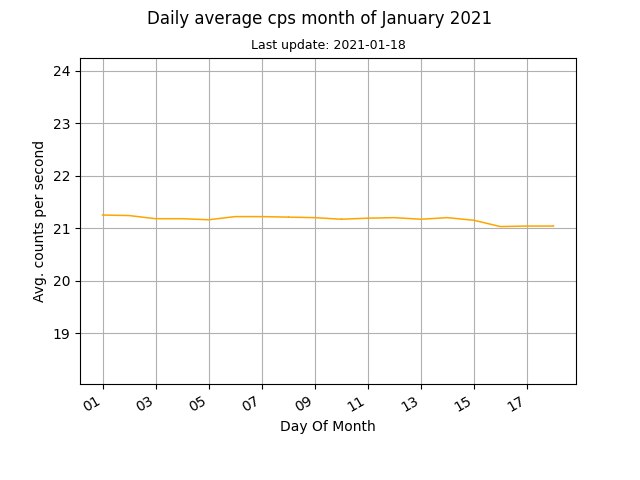 Daily average cps month of January 2021
Last update: 2021-01-18
24
23
22
21
20
19
Avg. counts per second
01 03 05 07 09 11 13 15 17
Day Of Month